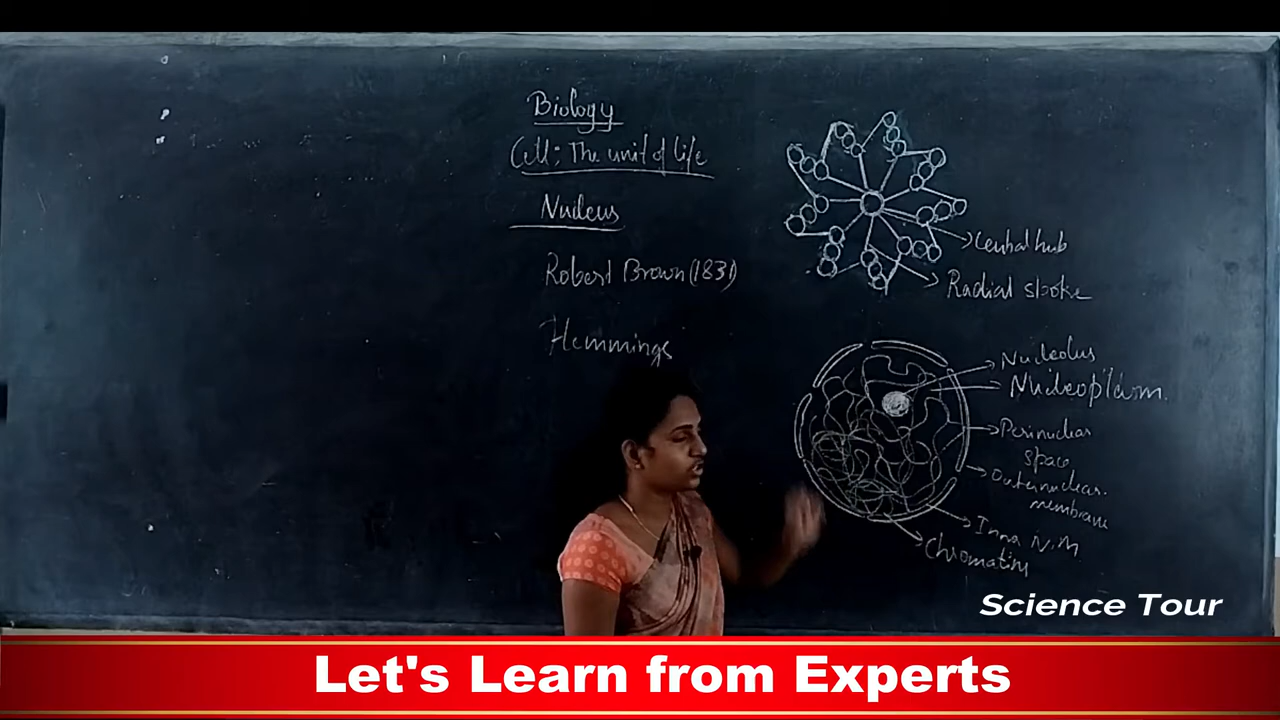 Biology
Cell: The unit of life
Nucleus
Robert Brown (1831)
Flemmings
Central hub
Radial spoke
Nucleolus
Nucleoplasm.
Perinuclear
space
Outer nuclear
membrane
Inner N.M
Chromatin
Science Tour
Let's Learn from Experts